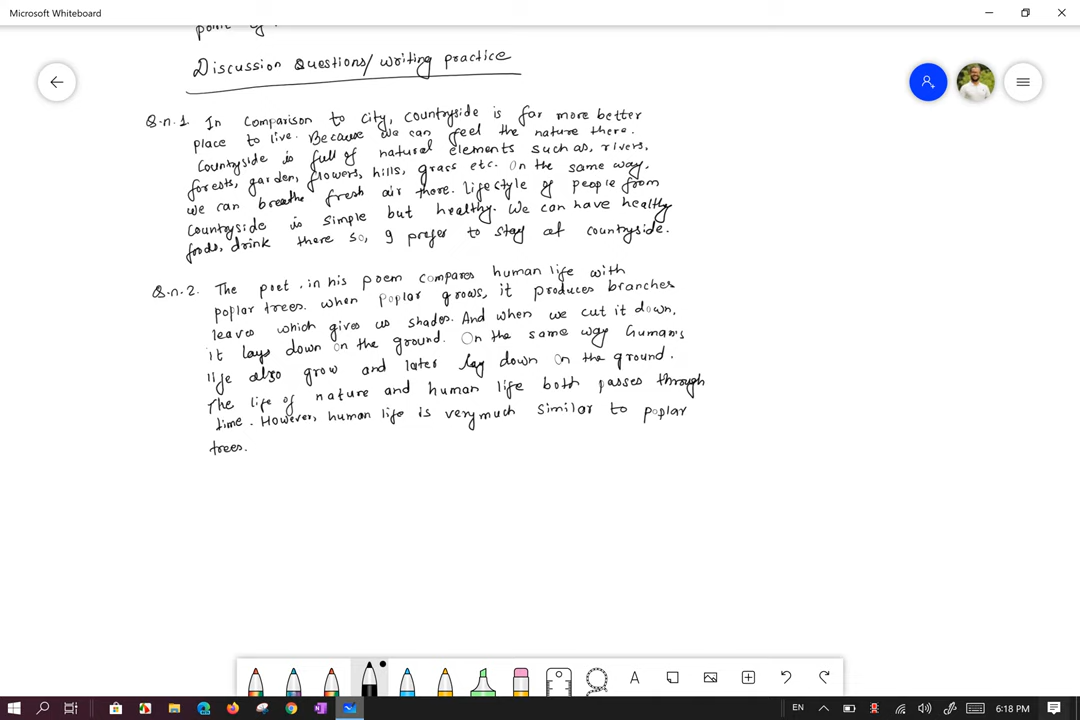 Microsoft Whiteboard
Discussion Questions/ writing practice
Q.n.1. In Comparison to city, countryside is far more better
place to live. Because we can feel the nature there.
Countryside is full of natural elements such as, rivers,
forests, garden, flowers, hills, grass etc. On the same way,
we can breathe fresh air there. Lifestyle of people from
Countryside is simple but healthy. We can have healthy
foods, drink there so, I prefer to stay at countryside.
Q.n.2. The poet in his poem compares human life with
poplar trees. when poplar grows, it produces branches
leaves which gives us shades. And when we cut it down,
it lays down on the ground. On the same way human's
life also grow and later lay down on the ground.
The life of nature and human life both passes through
time. However, human life is very much similar to poplar
trees.
A
EN
6:18 PM